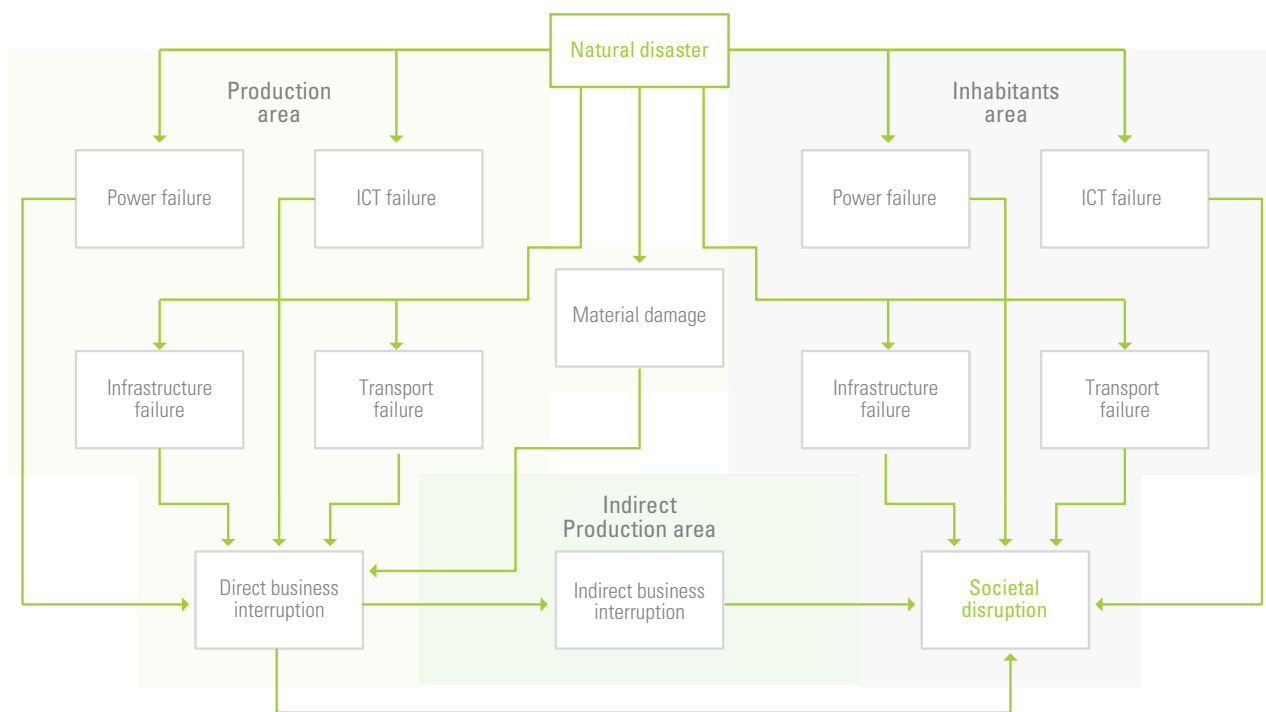 Natural disaster
Production
area
Inhabitants
area
Power failure
ICT failure
Power failure
ICT failure
Material damage
Infrastructure
failure
Transport
failure
Infrastructure
failure
Transport
failure
Indirect
Production area
Direct business
interruption
Indirect business
interruption
Societal
disruption